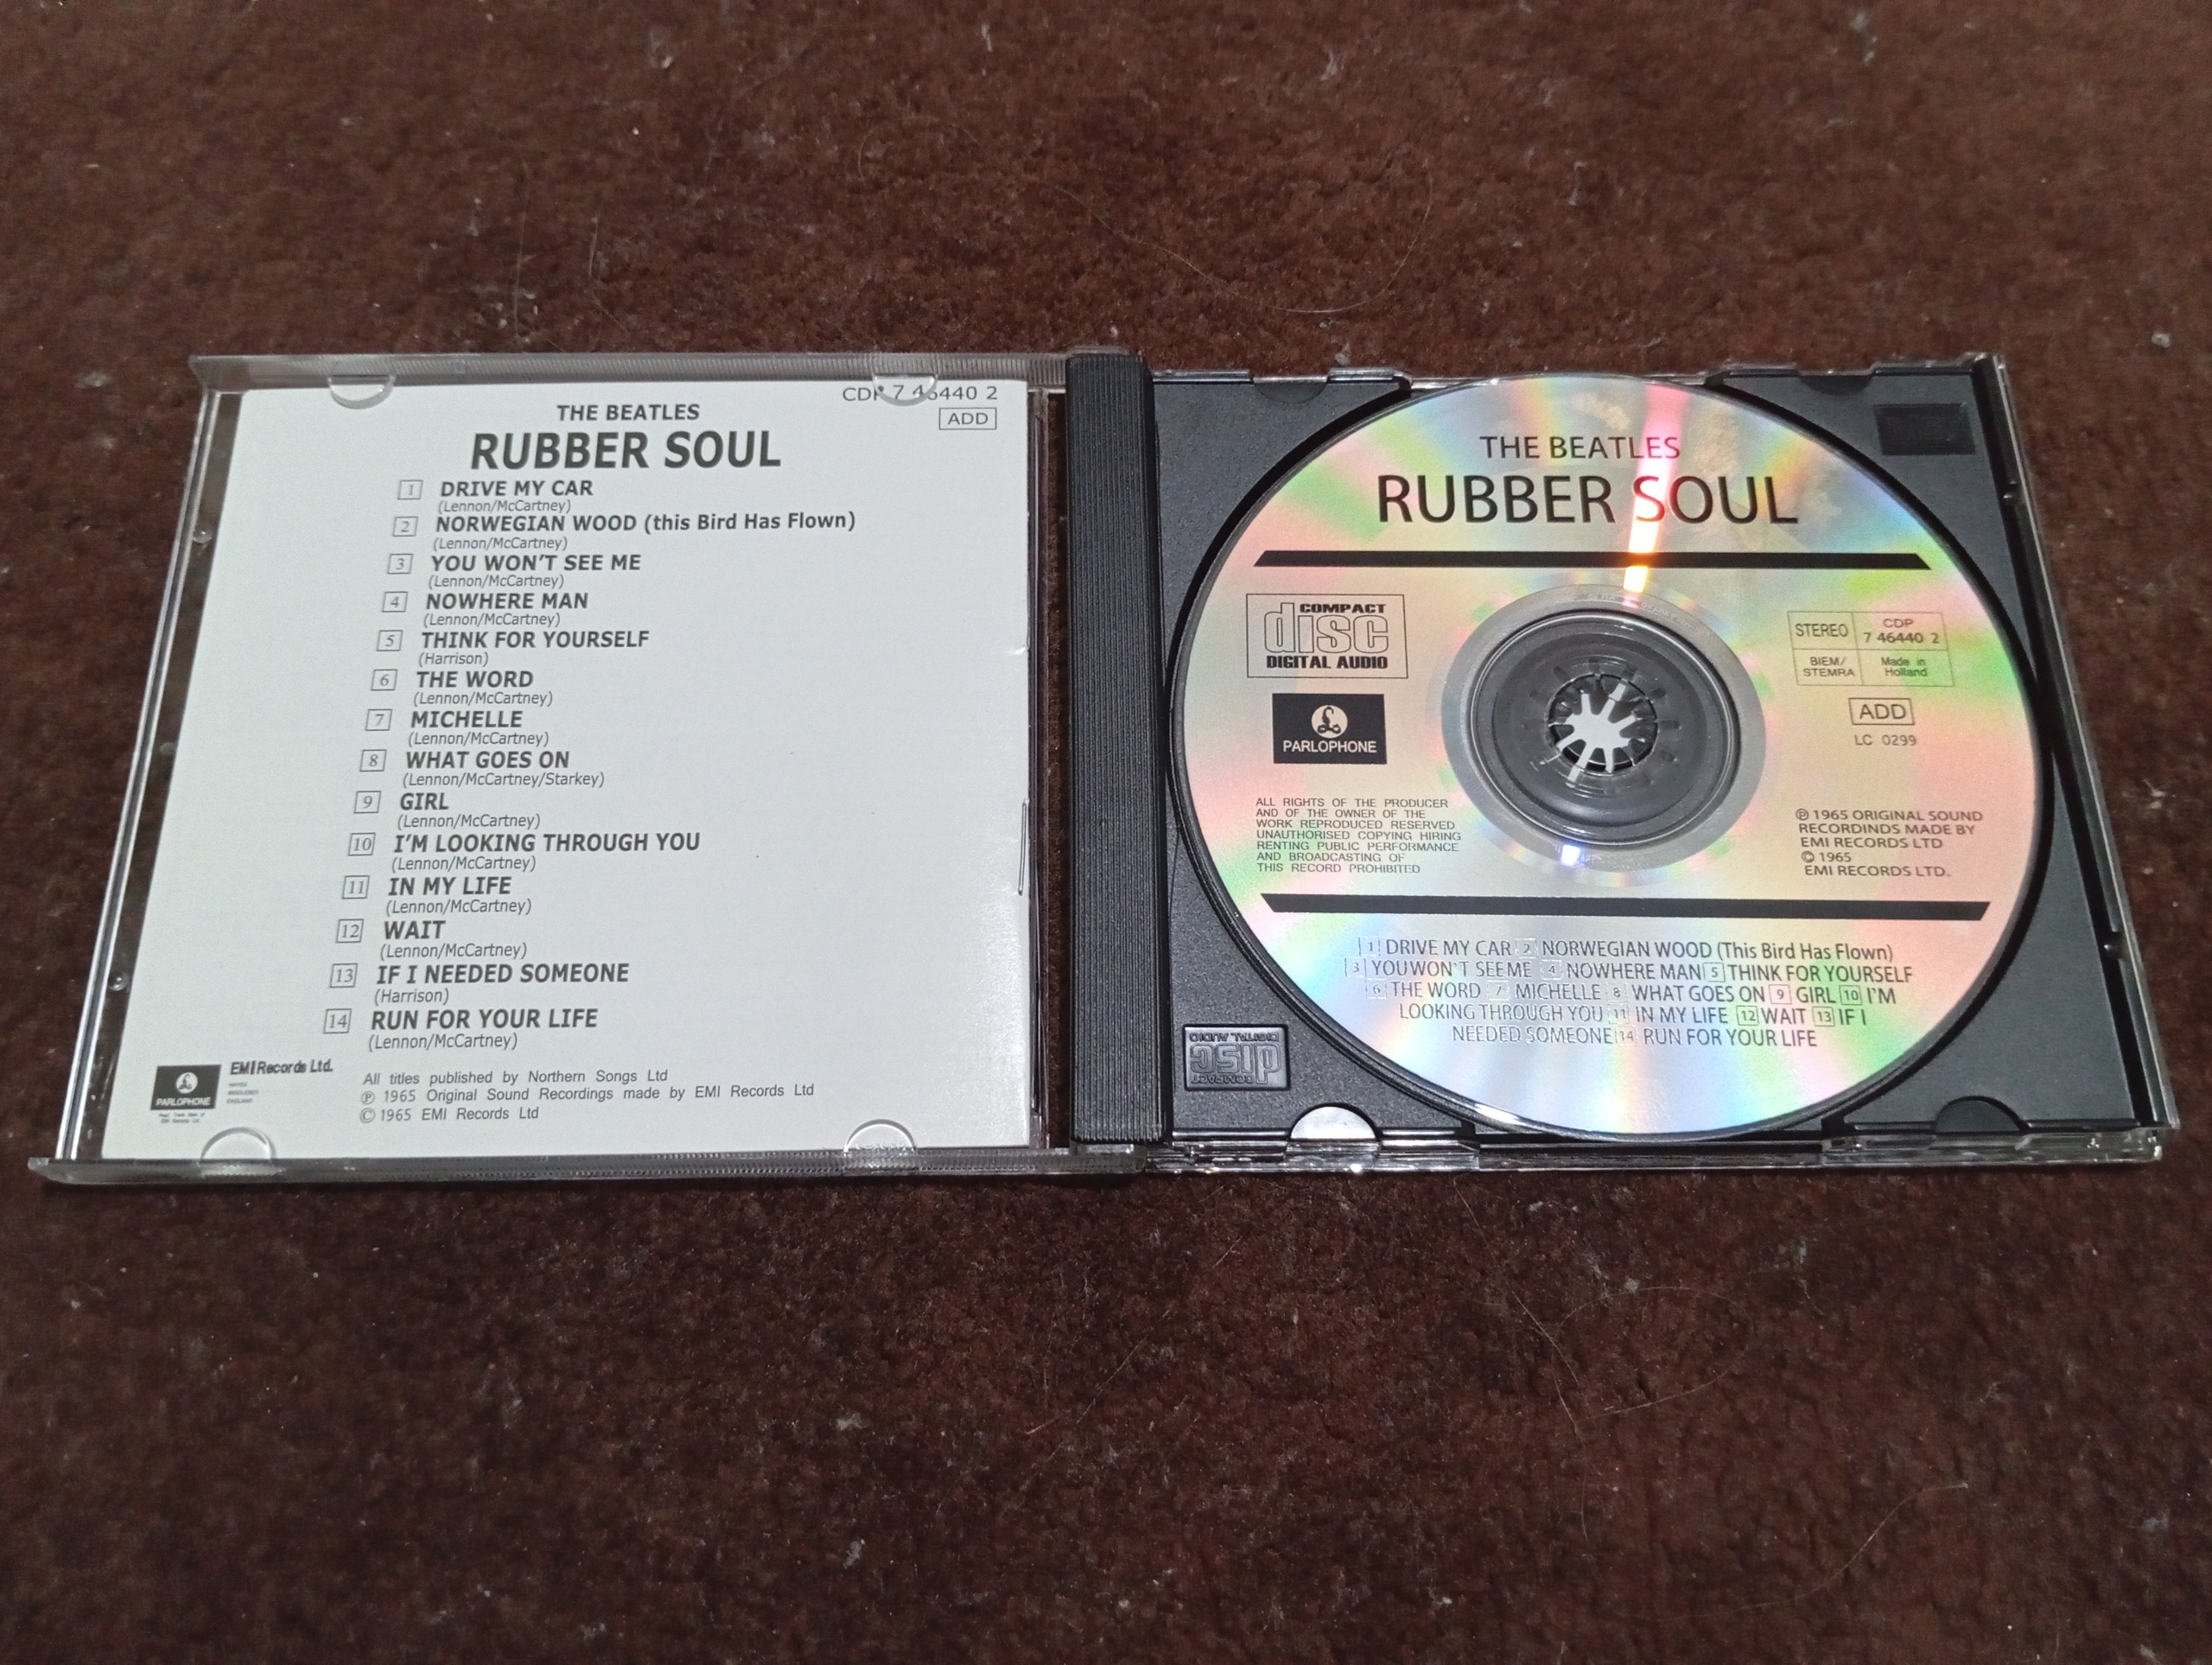 CDP 7 46440 2
ADD
THE BEATLES
RUBBER SOUL
1 DRIVE MY CAR
(Lennon/McCartney)
2 NORWEGIAN WOOD (this Bird Has Flown)
(Lennon/McCartney)
3 YOU WON'T SEE ME
(Lennon/McCartney)
4 NOWHERE MAN
(Lennon/McCartney)
5 THINK FOR YOURSELF
(Harrison)
6 THE WORD
(Lennon/McCartney)
7 MICHELLE
(Lennon/McCartney)
8 WHAT GOES ON
(Lennon/McCartney/Starkey)
9 GIRL
(Lennon/McCartney)
10 I'M LOOKING THROUGH YOU
(Lennon/McCartney)
11 IN MY LIFE
(Lennon/McCartney)
12 WAIT
(Lennon/McCartney)
13 IF I NEEDED SOMEONE
(Harrison)
14 RUN FOR YOUR LIFE
(Lennon/McCartney)
PARLOPHONE
EMI Records Ltd.
All titles published by Northern Songs Ltd
℗ 1965 Original Sound Recordings made by EMI Records Ltd
© 1965 EMI Records Ltd
THE BEATLES
RUBBER SOUL
COMPACT
disc
DIGITAL AUDIO
PARLOPHONE
STEREO
CDP
7 46440 2
BIEM/
STEMRA
Made in
Holland
ADD
LC 0299
ALL RIGHTS OF THE PRODUCER
AND OF THE OWNER OF THE
WORK REPRODUCED RESERVED
UNAUTHORISED COPYING HIRING
RENTING PUBLIC PERFORMANCE
AND BROADCASTING OF
THIS RECORD PROHIBITED
℗ 1965 ORIGINAL SOUND
RECORDINDS MADE BY
EMI RECORDS LTD
© 1965
EMI RECORDS LTD.
1 DRIVE MY CAR 2 NORWEGIAN WOOD (This Bird Has Flown)
3 YOUWON'T SEEME 4 NOWHERE MAN 5 THINK FOR YOURSELF
6 THE WORD 7 MICHELLE 8 WHAT GOES ON 9 GIRL 10 I'M
LOOKING THROUGH YOU 11 IN MY LIFE 12 WAIT 13 IF I
NEEDED SOMEONE 14 RUN FOR YOUR LIFE
COMPACT
disc
DIGITAL AUDIO